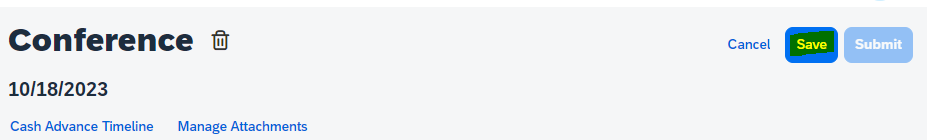 Conference
Cancel Save Submit
10/18/2023
Cash Advance Timeline Manage Attachments